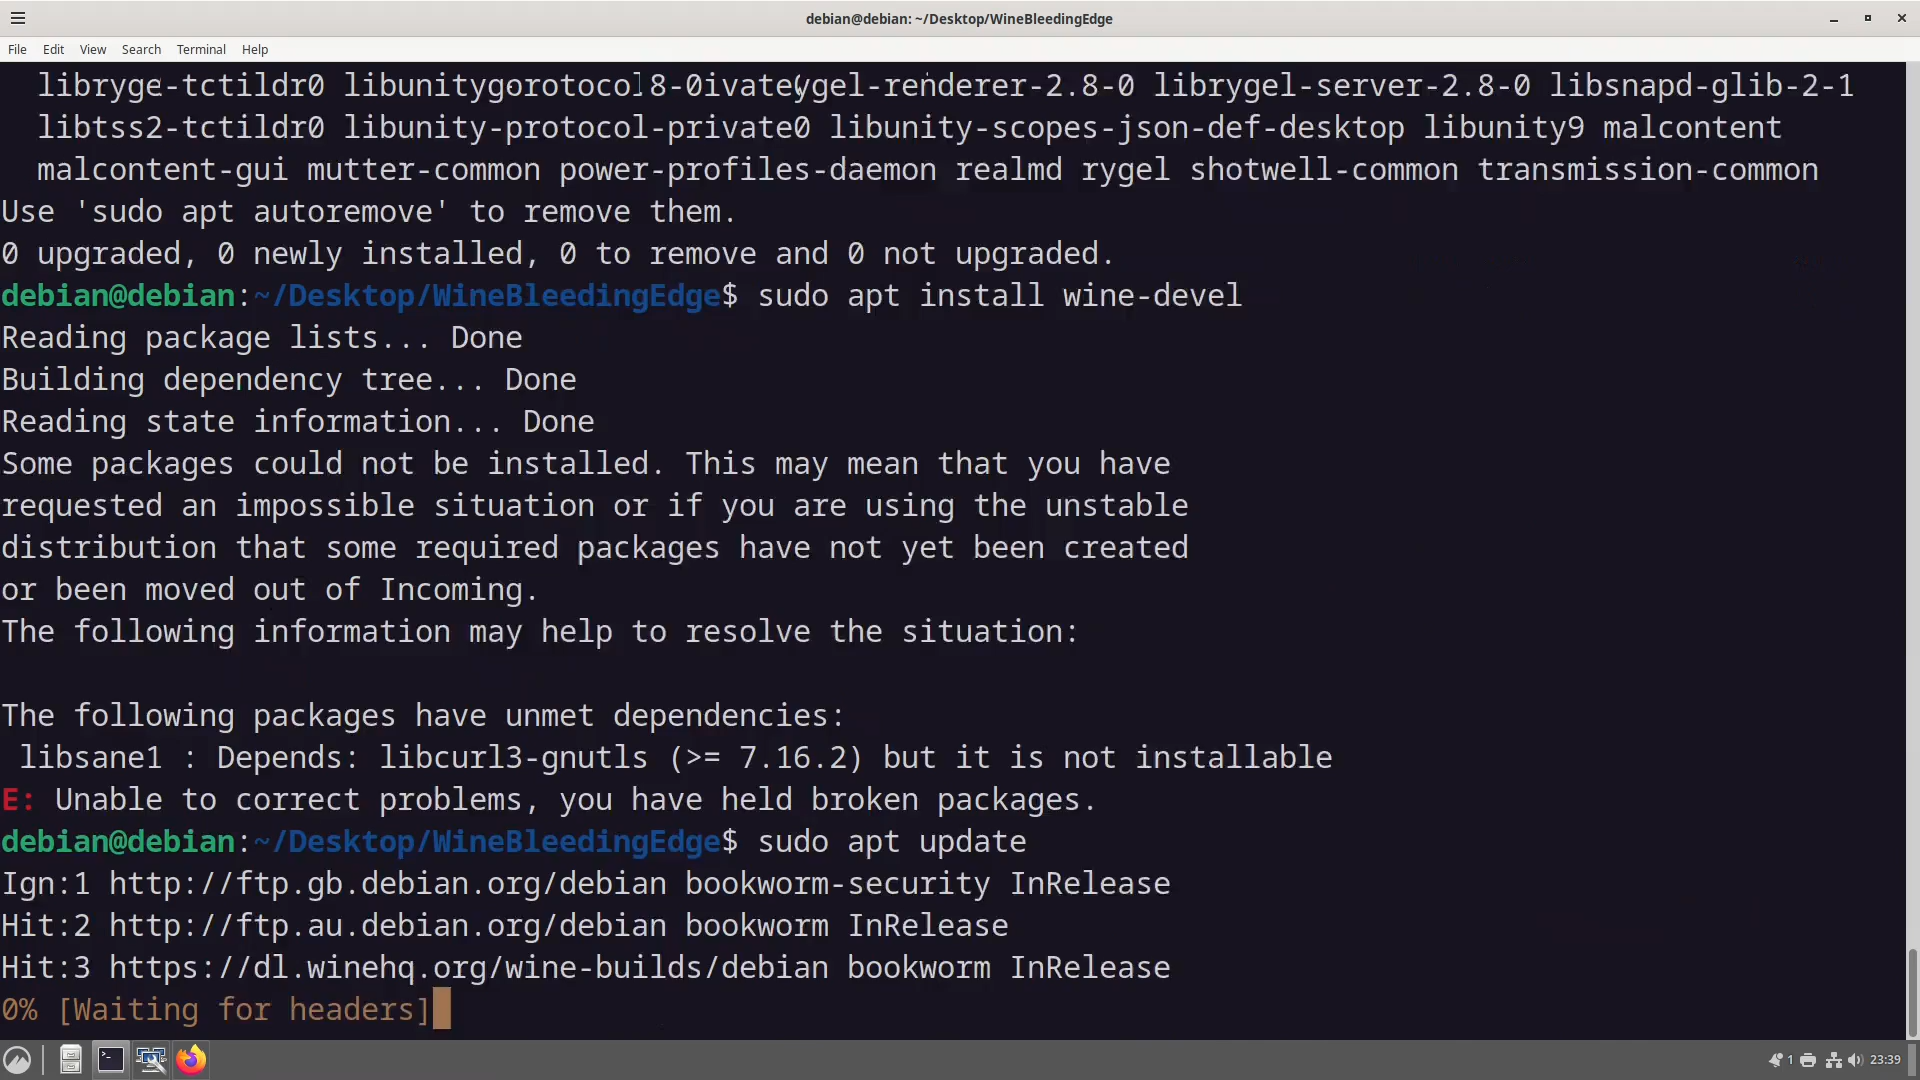 debian@debian: ~/Desktop/WineBleedingEdge
File Edit View Search Terminal Help
renderer-2.8-0 librygel-server-2.8-0 libsnapd-glib-2-1
libtss2-tctildr0 libunity-protocol-private0 libunity-scopes-json-def-desktop libunity9 malcontent
malcontent-gui mutter-common power-profiles-daemon realmd rygel shotwell-common transmission-common
Use 'sudo apt autoremove' to remove them.
0 upgraded, 0 newly installed, 0 to remove and 0 not upgraded.
debian@debian:~/Desktop/WineBleedingEdge$ sudo apt install wine-devel
Reading package lists... Done
Building dependency tree... Done
Reading state information... Done
Some packages could not be installed. This may mean that you have
requested an impossible situation or if you are using the unstable
distribution that some required packages have not yet been created
or been moved out of Incoming.
The following information may help to resolve the situation:
The following packages have unmet dependencies:
libsane1 : Depends: libcurl3-gnutls (>= 7.16.2) but it is not installable
E: Unable to correct problems, you have held broken packages.
debian@debian:~/Desktop/WineBleedingEdge$ sudo apt update
Ign:1 http://ftp.gb.debian.org/debian bookworm-security InRelease
Hit:2 http://ftp.au.debian.org/debian bookworm InRelease
Hit:3 https://dl.winehq.org/wine-builds/debian bookworm InRelease
0% [Waiting for headers]
1 23:39